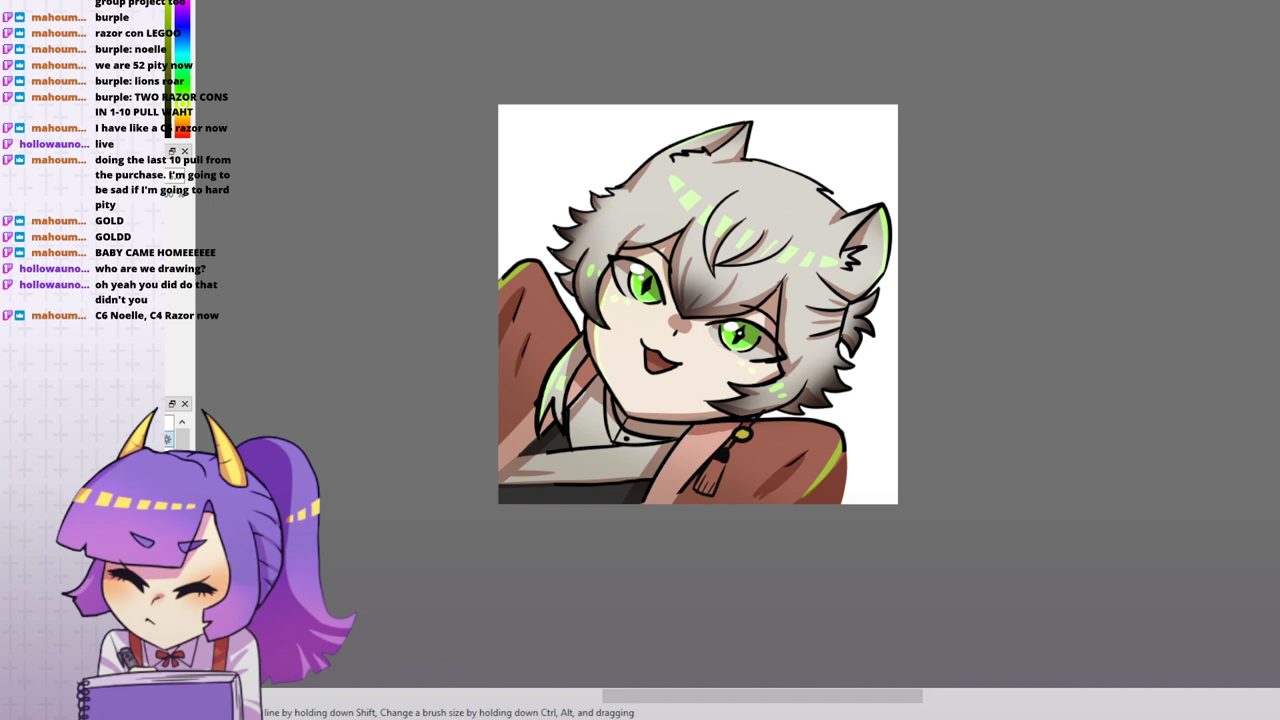 group project too
mahoum... burple
mahoum... razor con LEGOO
mahoum... burple: noelle
mahoum... we are 52 pity now
mahoum... burple: lions roar
mahoum... burple: TWO RAZOR CONS
IN 1-10 PULL WAHT
mahoum... I have like a C6 razor now
hollowauno... live
mahoum... doing the last 10 pull from
the purchase. I'm going to
be sad if I'm going to hard
pity
mahoum... GOLD
mahoum... GOLDD
mahoum... BABY CAME HOMEEEEEE
hollowauno... who are we drawing?
hollowauno... oh yeah you did do that
didn't you
mahoum... C6 Noelle, C4 Razor now
line by holding down Shift, Change a brush size by holding down Ctrl, Alt, and dragging